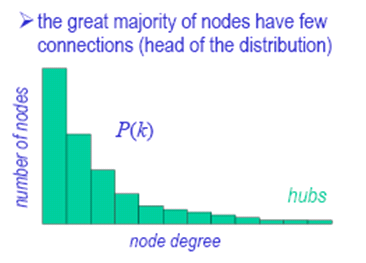 ➤ the great majority of nodes have few
connections (head of the distribution)
number of nodes
P(k)
hubs
node degree